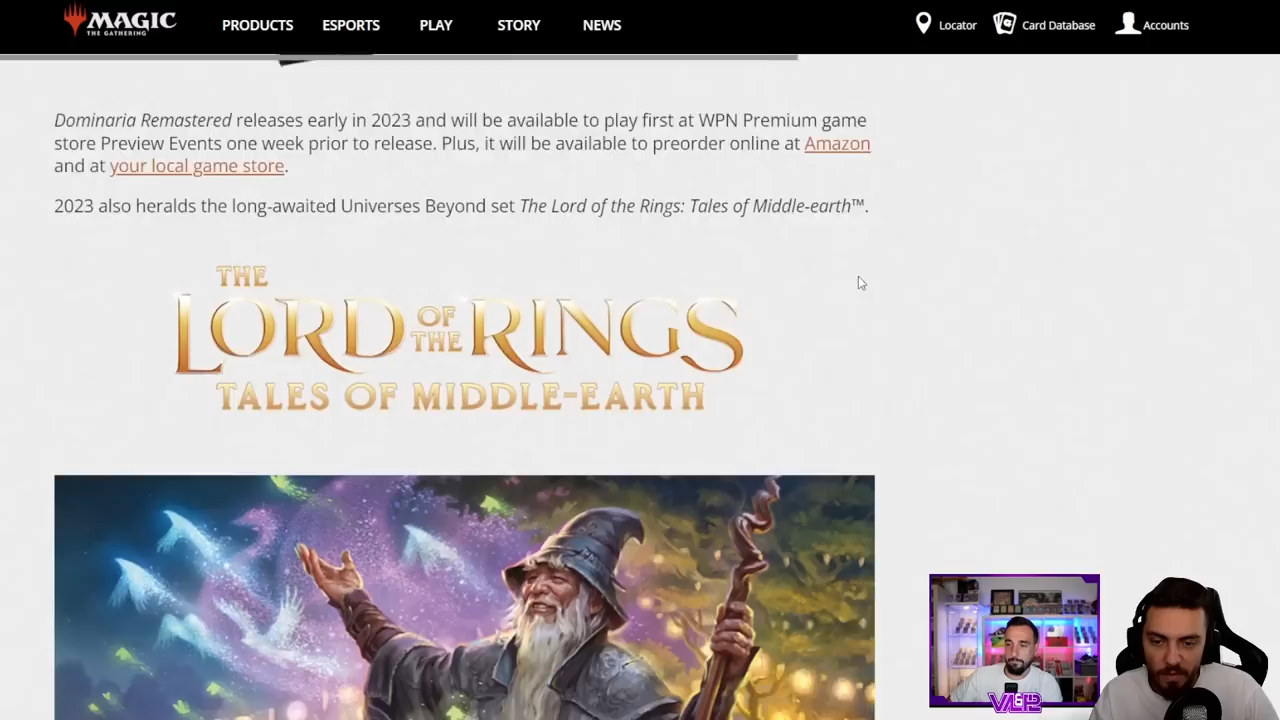 MAGIC
THE GATHERING
PRODUCTS ESPORTS PLAY STORY NEWS
Locator Card Database Accounts
Dominaria Remastered releases early in 2023 and will be available to play first at WPN Premium game
store Preview Events one week prior to release. Plus, it will be available to preorder online at Amazon
and at your local game store.
2023 also heralds the long-awaited Universes Beyond set The Lord of the Rings: Tales of Middle-earth™.
THE
LORD OF THE RINGS
TALES OF MIDDLE-EARTH